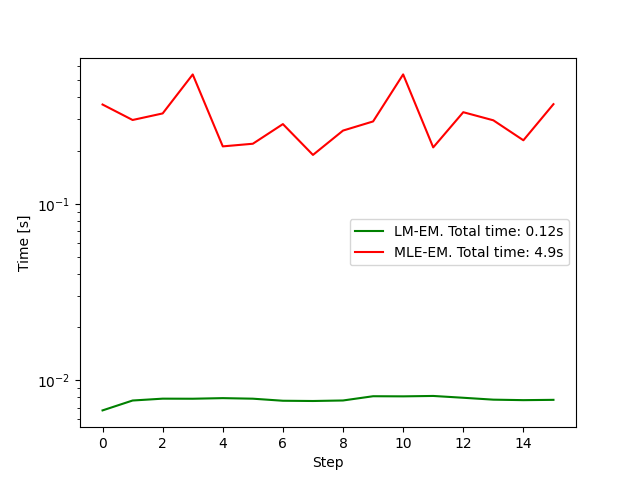 Time [s]
10⁻¹
10⁻²
LM-EM. Total time: 0.12s
MLE-EM. Total time: 4.9s
0 2 4 6 8 10 12 14
Step